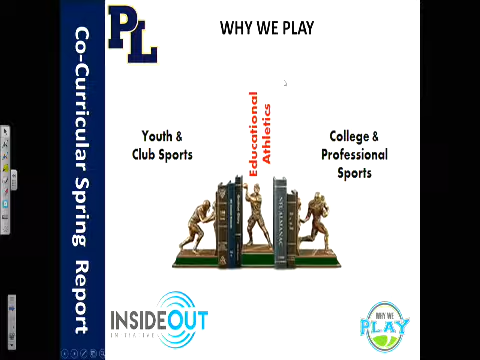 Co-Curricular Spring Report
PL
WHY WE PLAY
Educational
Athletics
Youth &
Club Sports
College &
Professional
Sports
INSIDEOUT
WHY WE
PLAY